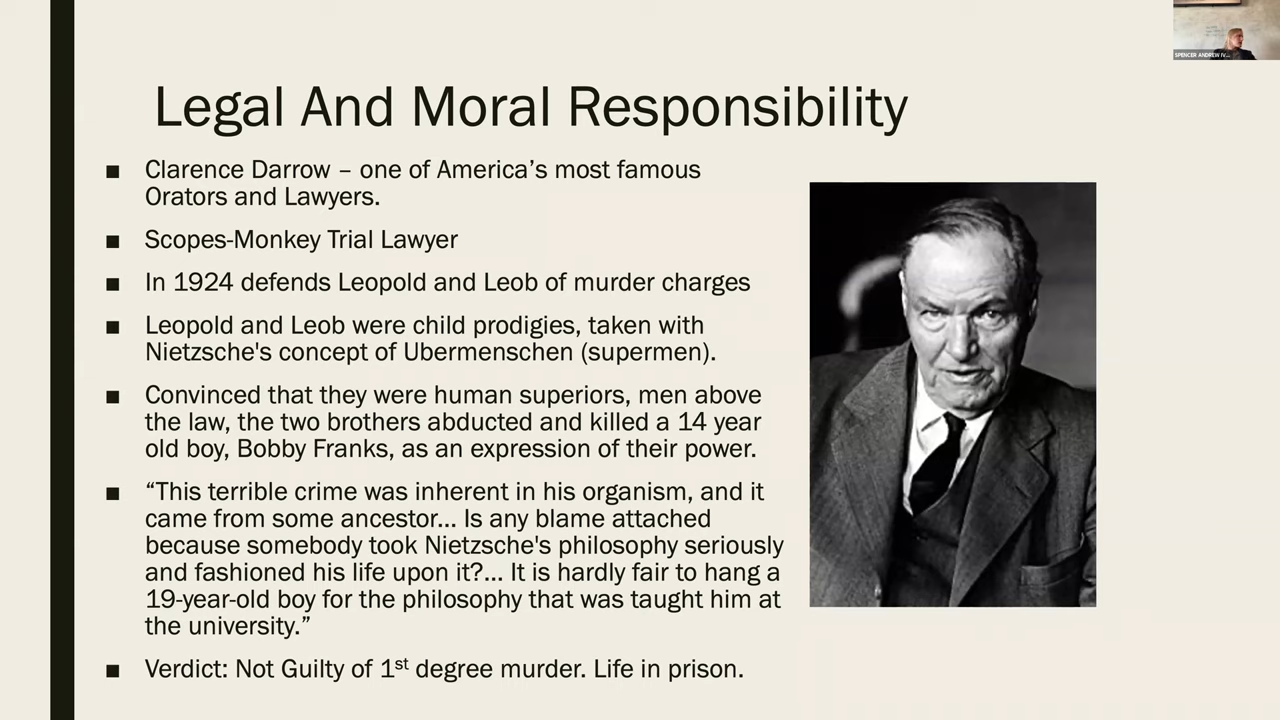 SPENCER ANDREW IV...
Legal And Moral Responsibility
■ Clarence Darrow – one of America’s most famous
Orators and Lawyers.
■ Scopes-Monkey Trial Lawyer
■ In 1924 defends Leopold and Leob of murder charges
■ Leopold and Leob were child prodigies, taken with
Nietzsche's concept of Ubermenschen (supermen).
■ Convinced that they were human superiors, men above
the law, the two brothers abducted and killed a 14 year
old boy, Bobby Franks, as an expression of their power.
■ “This terrible crime was inherent in his organism, and it
came from some ancestor... Is any blame attached
because somebody took Nietzsche's philosophy seriously
and fashioned his life upon it?... It is hardly fair to hang a
19-year-old boy for the philosophy that was taught him at
the university.”
■ Verdict: Not Guilty of 1st degree murder. Life in prison.